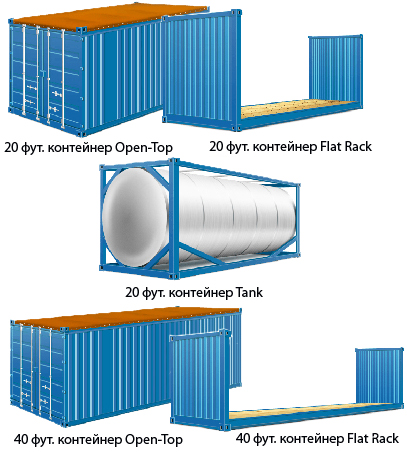 20 фут. контейнер Open-Top
20 фут. контейнер Flat Rack
20 фут. контейнер Tank
40 фут. контейнер Open-Top
40 фут. контейнер Flat Rack